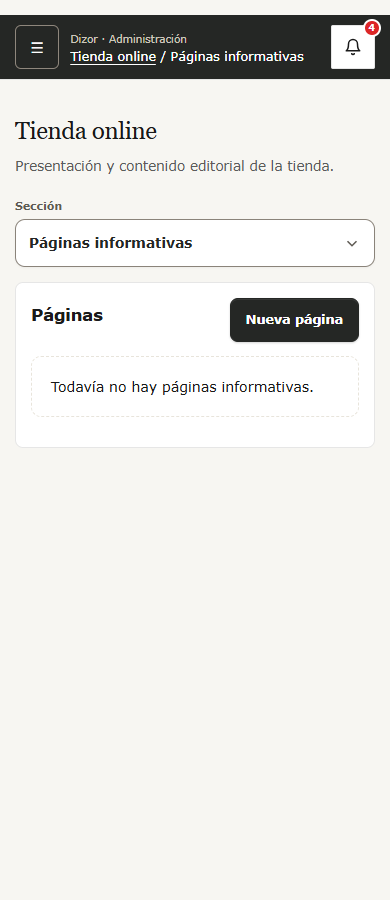 Dizor · Administración
Tienda online / Páginas informativas
4
Tienda online
Presentación y contenido editorial de la tienda.
Sección
Páginas informativas
Páginas
Nueva página
Todavía no hay páginas informativas.